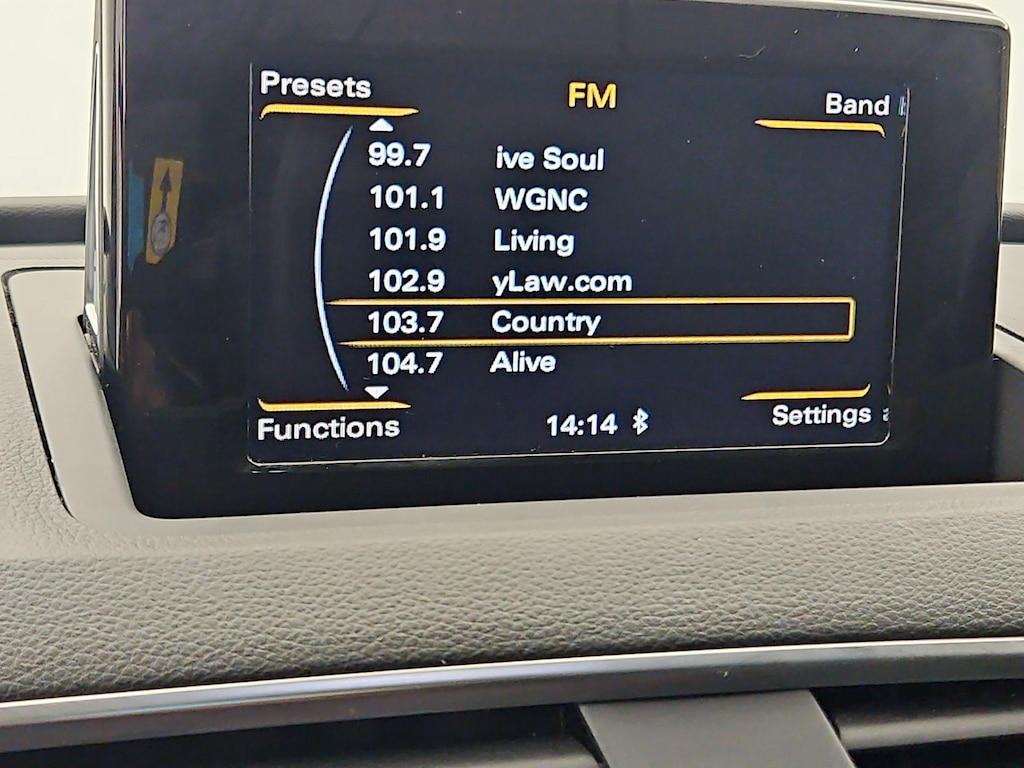 Presets
FM
Band
99.7 ive Soul
101.1 WGNC
101.9 Living
102.9 yLaw.com
103.7 Country
104.7 Alive
Functions
14:14
Settings